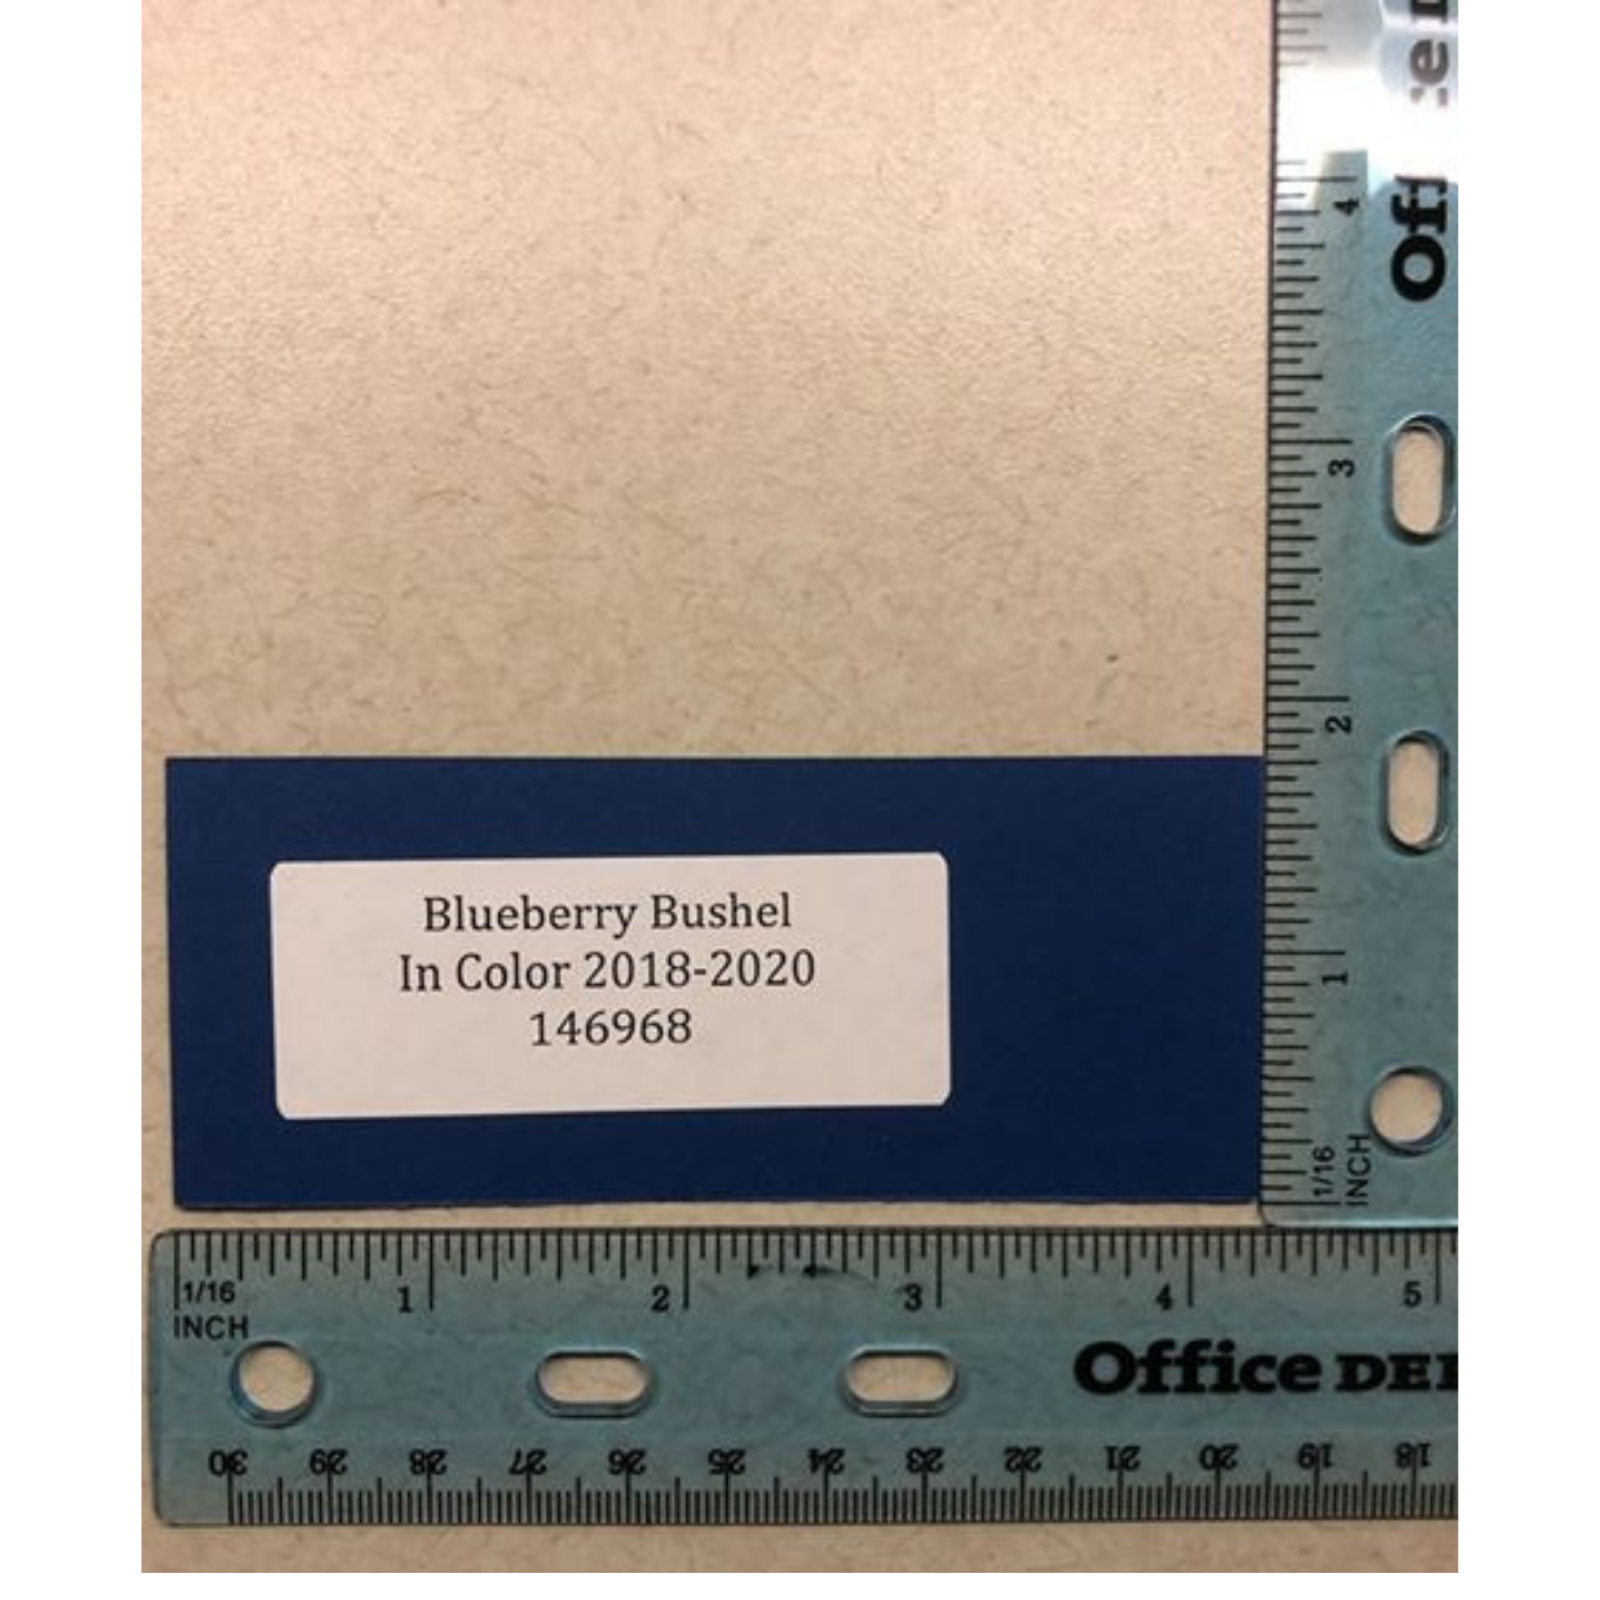 Blueberry Bushel
In Color 2018-2020
146968
4
3
2
1
1/16
INCH
Of
1/16
INCH
1 2 3 4 5
Office DE
30 29 28 27 26 25 24 23 22 21 20 19 18